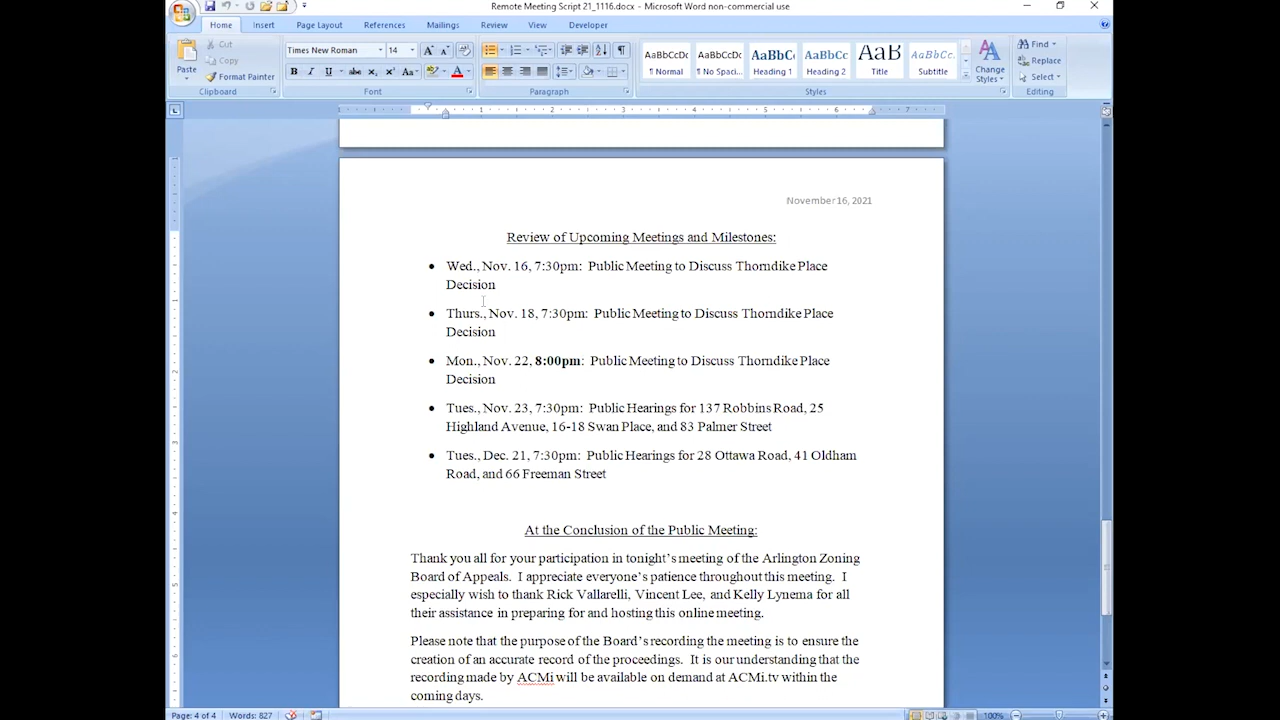 Remote Meeting Script 21_1116.docx - Microsoft Word non-commercial use
Home Insert Page Layout References Mailings Review View Developer
Paste
Cut
Copy
Format Painter
Clipboard
Times New Roman 14
B I U abc x₂ x² Aa
Font
Paragraph
AaBbCcDc AaBbCcDc AaBbC AaBbCc AaB AaBbCc.
¶ Normal ¶ No Spaci... Heading 1 Heading 2 Title Subtitle
Change Styles
Styles
Find
Replace
Select
Editing
1 2 3 4 5 6 7
November 16, 2021
Review of Upcoming Meetings and Milestones:
• Wed., Nov. 16, 7:30pm: Public Meeting to Discuss Thorndike Place
Decision
• Thurs., Nov. 18, 7:30pm: Public Meeting to Discuss Thorndike Place
Decision
• Mon., Nov. 22, 8:00pm: Public Meeting to Discuss Thorndike Place
Decision
• Tues., Nov. 23, 7:30pm: Public Hearings for 137 Robbins Road, 25
Highland Avenue, 16-18 Swan Place, and 83 Palmer Street
• Tues., Dec. 21, 7:30pm: Public Hearings for 28 Ottawa Road, 41 Oldham
Road, and 66 Freeman Street
At the Conclusion of the Public Meeting:
Thank you all for your participation in tonight's meeting of the Arlington Zoning
Board of Appeals. I appreciate everyone's patience throughout this meeting. I
especially wish to thank Rick Vallarelli, Vincent Lee, and Kelly Lynema for all
their assistance in preparing for and hosting this online meeting.
Please note that the purpose of the Board's recording the meeting is to ensure the
creation of an accurate record of the proceedings. It is our understanding that the
recording made by ACMi will be available on demand at ACMi.tv within the
coming days.
Page: 4 of 4 Words: 827 100%